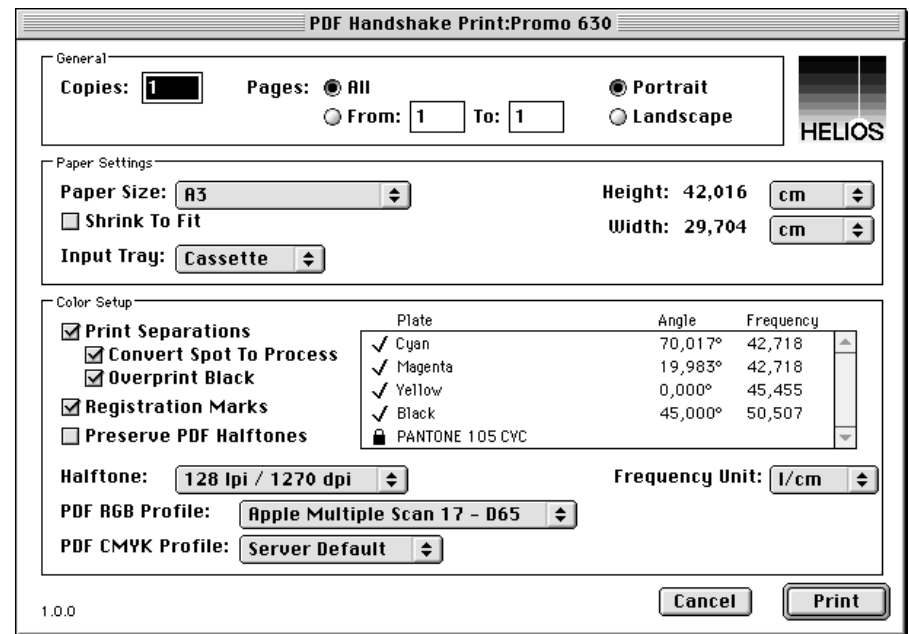 PDF Handshake Print:Promo 630
General
Copies: 1 Pages: All Portrait
From: 1 To: 1 Landscape
HELIOS
Paper Settings
Paper Size: A3 Height: 42,016 cm
Shrink To Fit Width: 29,704 cm
Input Tray: Cassette
Color Setup
Print Separations
Convert Spot To Process
Overprint Black
Registration Marks
Preserve PDF Halftones
Plate Angle Frequency
Cyan 70,017° 42,718
Magenta 19,983° 42,718
Yellow 0,000° 45,455
Black 45,000° 50,507
PANTONE 105 CYC
Halftone: 128 lpi / 1270 dpi Frequency Unit: l/cm
PDF RGB Profile: Apple Multiple Scan 17 - D65
PDF CMYK Profile: Server Default
1.0.0 Cancel Print